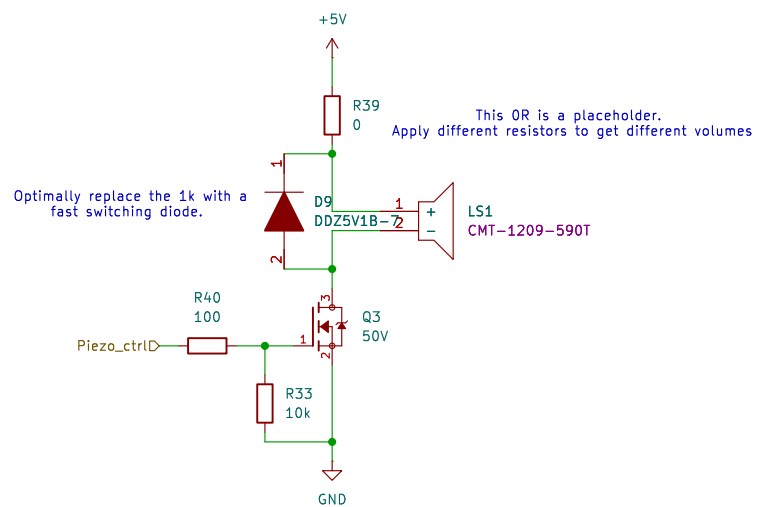 +5V
R39
0
This 0R is a placeholder.
Apply different resistors to get different volumes
1
Optimally replace the 1k with a
fast switching diode.
D9
DDZ5V1B-7
1
2
+
-
LS1
CMT-1209-590T
2
R40
100
3
Q3
50V
Piezo_ctrl
1
2
R33
10k
GND